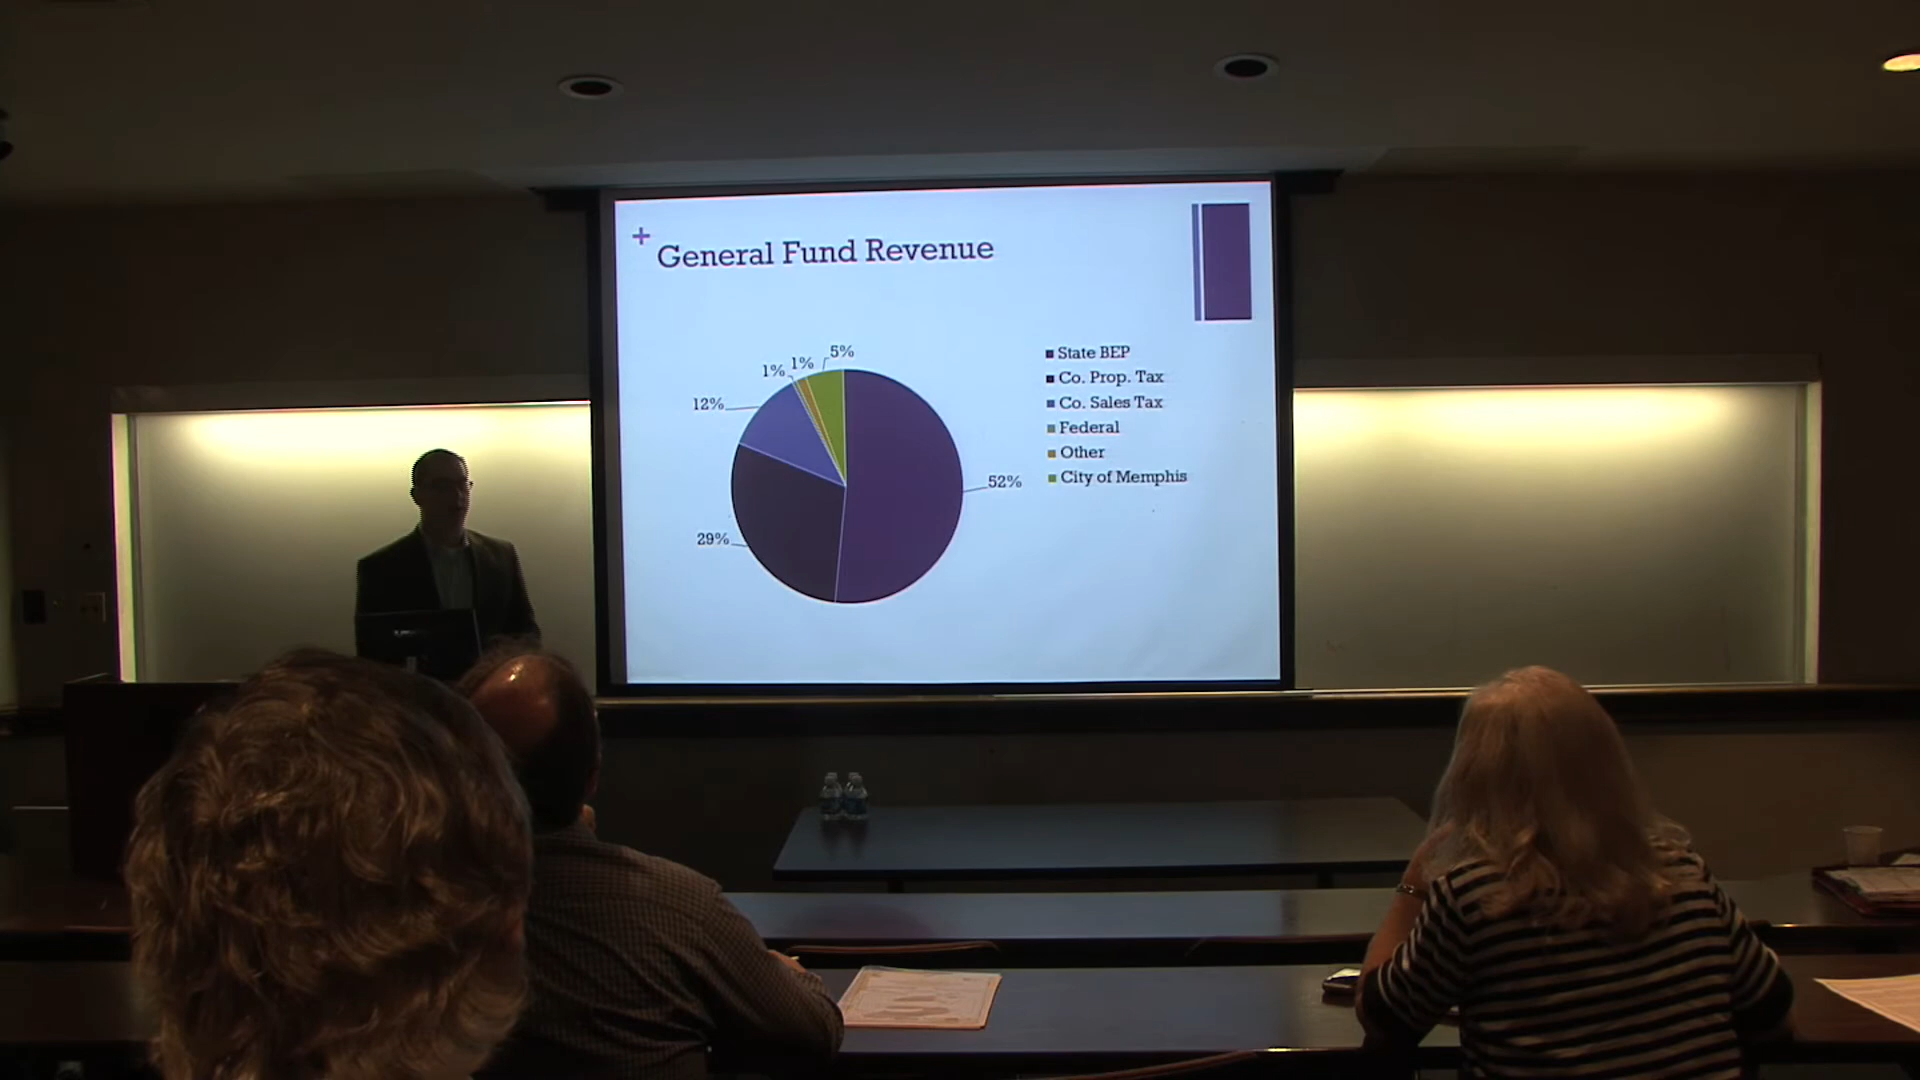 +
General Fund Revenue
5%
1%
1%
12%
52%
29%
State BEP
Co. Prop. Tax
Co. Sales Tax
Federal
Other
City of Memphis